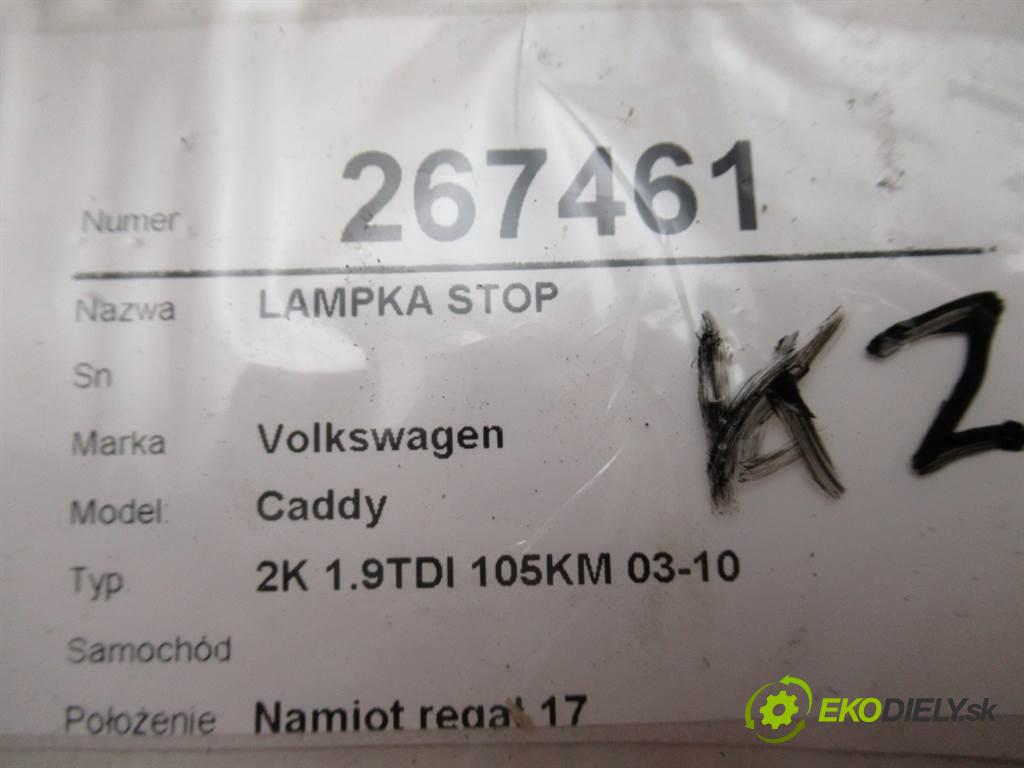 Numer 267461
Nazwa LAMPKA STOP
Sn
Marka Volkswagen
Model: Caddy
Typ. 2K 1.9TDI 105KM 03-10
Samochód
Położenie Namiot regał 17
K2
EKODIELY.sk